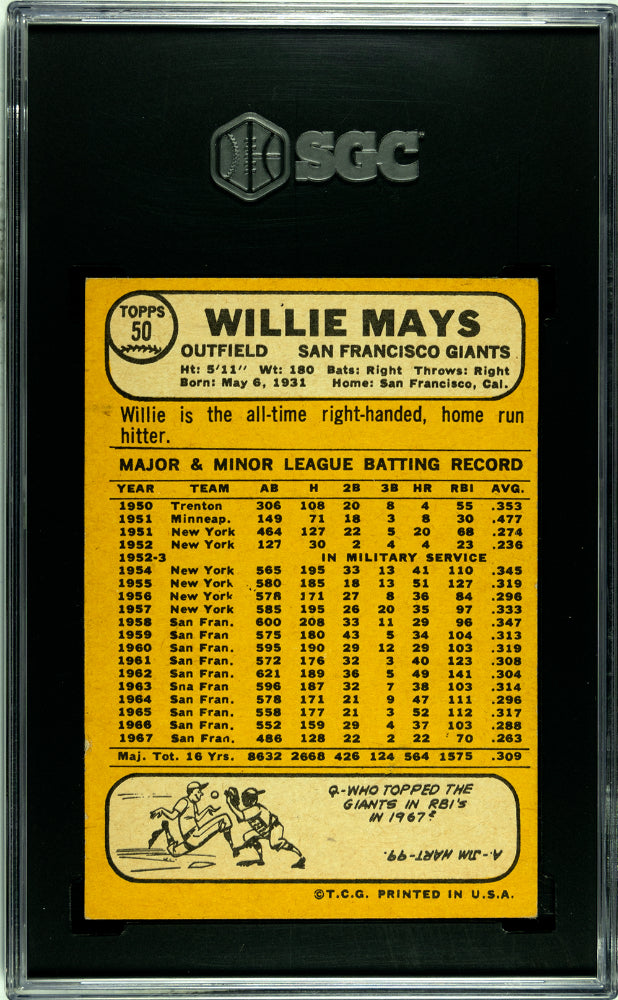 SGC
TOPPS
50
WILLIE MAYS
OUTFIELD SAN FRANCISCO GIANTS
Ht: 5'11" Wt: 180 Bats: Right Throws: Right
Born: May 6, 1931 Home: San Francisco, Cal.
Willie is the all-time right-handed, home run
hitter.
MAJOR & MINOR LEAGUE BATTING RECORD
YEAR TEAM AB H 2B 3B HR RBI AVG.
1950 Trenton 306 108 20 8 4 55 .353
1951 Minneap. 149 71 18 3 8 30 .477
1951 New York 464 127 22 5 20 68 .274
1952 New York 127 30 2 4 4 23 .236
1952-3 IN MILITARY SERVICE
1954 New York 565 195 33 13 41 110 .345
1955 New York 580 185 18 13 51 127 .319
1956 New York 578 171 27 8 36 84 .296
1957 New York 585 195 26 20 35 97 .333
1958 San Fran. 600 208 33 11 29 96 .347
1959 San Fran 575 180 43 5 34 104 .313
1960 San Fran. 595 190 29 12 29 103 .319
1961 San Fran. 572 176 32 3 40 123 .308
1962 San Fran. 621 189 36 5 49 141 .304
1963 Sna Fran 596 187 32 7 38 103 .314
1964 San Fran. 578 171 21 9 47 111 .296
1965 San Fran. 558 177 21 3 52 112 .317
1966 San Fran. 552 159 29 4 37 103 .288
1967 San Fran. 486 128 22 2 22 70 .263
Maj. Tot. 16 Yrs. 8632 2668 426 124 564 1575 .309
Q-WHO TOPPED THE
GIANTS IN RBI'S
IN 1967?
A.-JIM HART-99.
©T.C.G. PRINTED IN U.S.A.